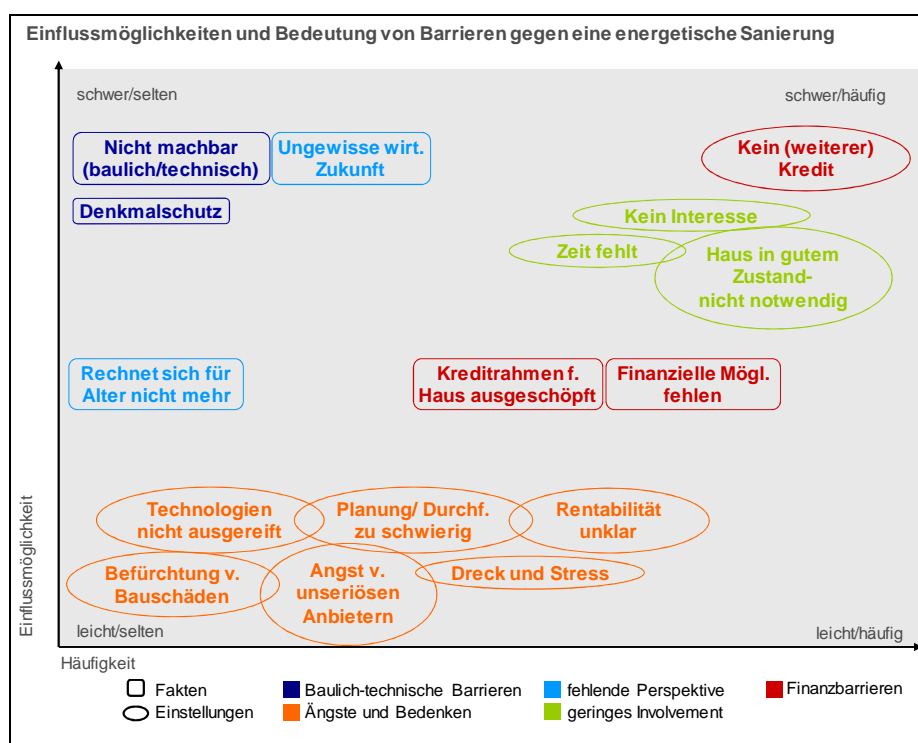 Einflussmöglichkeiten und Bedeutung von Barrieren gegen eine energetische Sanierung
schwer/selten
schwer/häufig
Nicht machbar
(baulich/technisch)
Ungewisse wirt.
Zukunft
Kein (weiterer)
Kredit
Denkmalschutz
Kein Interesse
Zeit fehlt
Haus in gutem
Zustand-
nicht notwendig
Rechnet sich für
Alter nicht mehr
Kreditrahmen f.
Haus ausgeschöpft
Finanzielle Mögl.
fehlen
Technologien
nicht ausgereift
Planung/ Durchf.
zu schwierig
Rentabilität
unklar
Befürchtung v.
Bauschäden
Angst v.
unseriösen
Anbietern
Dreck und Stress
Einflussmöglichkeit
leicht/selten
leicht/häufig
Häufigkeit
Fakten
Baulich-technische Barrieren
fehlende Perspektive
Finanzbarrieren
Einstellungen
Ängste und Bedenken
geringes Involvement